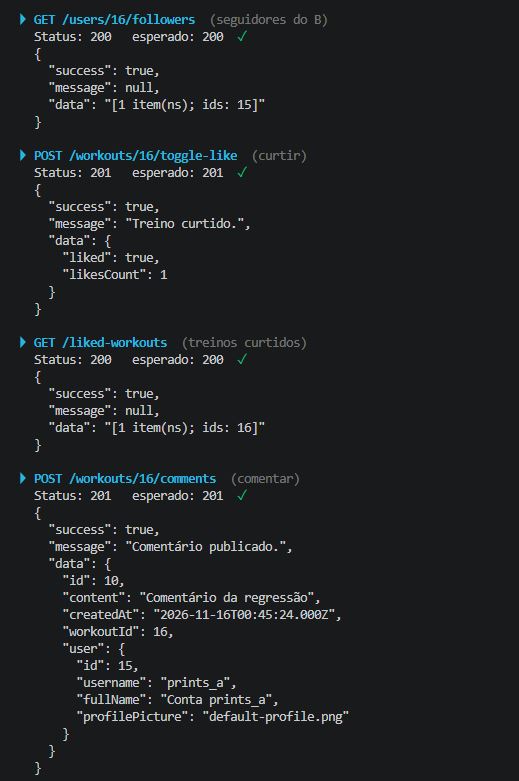 ▶ GET /users/16/followers (seguidores do B)
Status: 200 esperado: 200 ✓
{
"success": true,
"message": null,
"data": "[1 item(ns); ids: 15]"
}
▶ POST /workouts/16/toggle-like (curtir)
Status: 201 esperado: 201 ✓
{
"success": true,
"message": "Treino curtido.",
"data": {
"liked": true,
"likesCount": 1
}
}
▶ GET /liked-workouts (treinos curtidos)
Status: 200 esperado: 200 ✓
{
"success": true,
"message": null,
"data": "[1 item(ns); ids: 16]"
}
▶ POST /workouts/16/comments (comentar)
Status: 201 esperado: 201 ✓
{
"success": true,
"message": "Comentário publicado.",
"data": {
"id": 10,
"content": "Comentário da regressão",
"createdAt": "2026-11-16T00:45:24.000Z",
"workoutId": 16,
"user": {
"id": 15,
"username": "prints_a",
"fullName": "Conta prints_a",
"profilePicture": "default-profile.png"
}
}
}